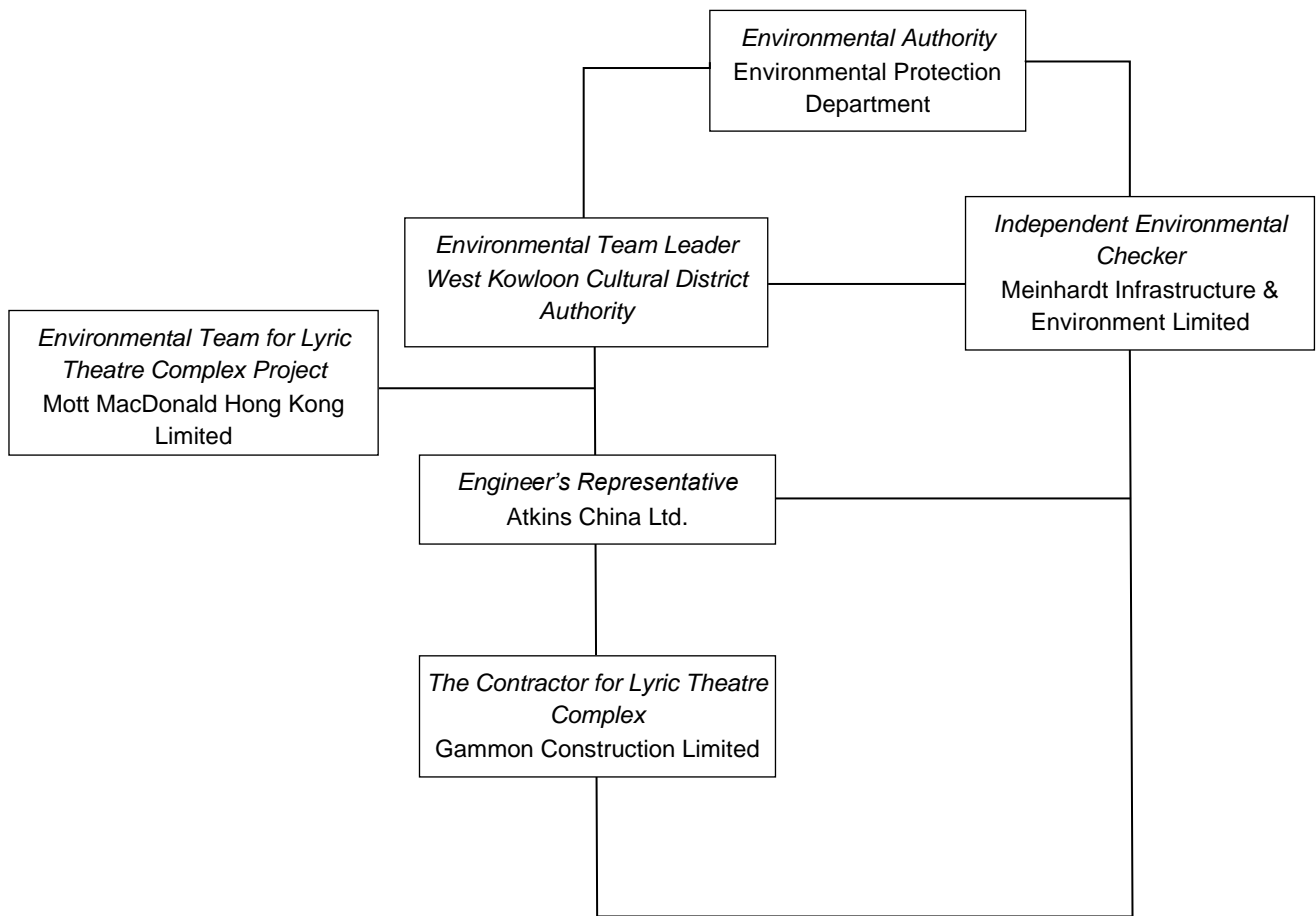 Environmental Authority
Environmental Protection
Department
Environmental Team Leader
West Kowloon Cultural District
Authority
Independent Environmental
Checker
Meinhardt Infrastructure &
Environment Limited
Environmental Team for Lyric
Theatre Complex Project
Mott MacDonald Hong Kong
Limited
Engineer’s Representative
Atkins China Ltd.
The Contractor for Lyric Theatre
Complex
Gammon Construction Limited